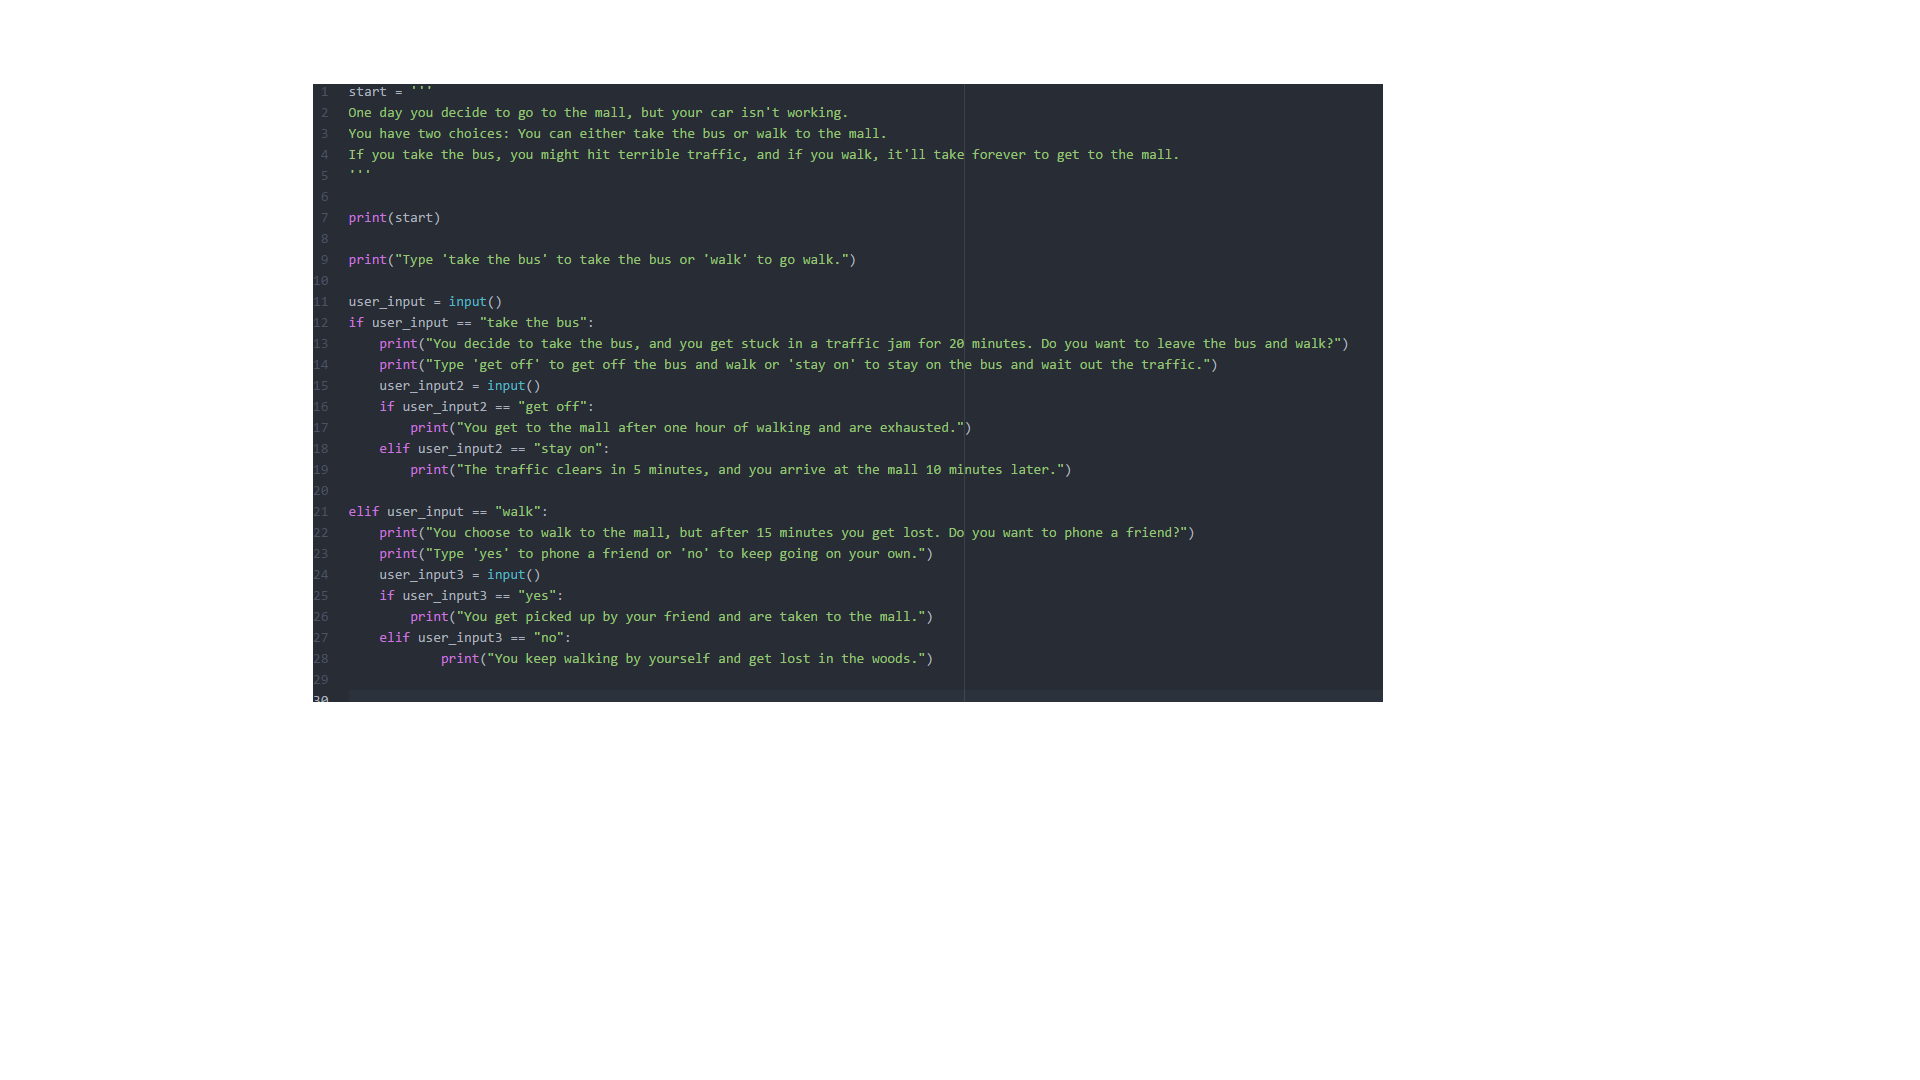 1 start = '''
2 One day you decide to go to the mall, but your car isn't working.
3 You have two choices: You can either take the bus or walk to the mall.
4 If you take the bus, you might hit terrible traffic, and if you walk, it'll take forever to get to the mall.
5 '''
6
7 print(start)
8
9 print("Type 'take the bus' to take the bus or 'walk' to go walk.")
10
11 user_input = input()
12 if user_input == "take the bus":
13     print("You decide to take the bus, and you get stuck in a traffic jam for 20 minutes. Do you want to leave the bus and walk?")
14     print("Type 'get off' to get off the bus and walk or 'stay on' to stay on the bus and wait out the traffic.")
15     user_input2 = input()
16     if user_input2 == "get off":
17         print("You get to the mall after one hour of walking and are exhausted.")
18     elif user_input2 == "stay on":
19         print("The traffic clears in 5 minutes, and you arrive at the mall 10 minutes later.")
20
21 elif user_input == "walk":
22     print("You choose to walk to the mall, but after 15 minutes you get lost. Do you want to phone a friend?")
23     print("Type 'yes' to phone a friend or 'no' to keep going on your own.")
24     user_input3 = input()
25     if user_input3 == "yes":
26         print("You get picked up by your friend and are taken to the mall.")
27     elif user_input3 == "no":
28             print("You keep walking by yourself and get lost in the woods.")
29
30